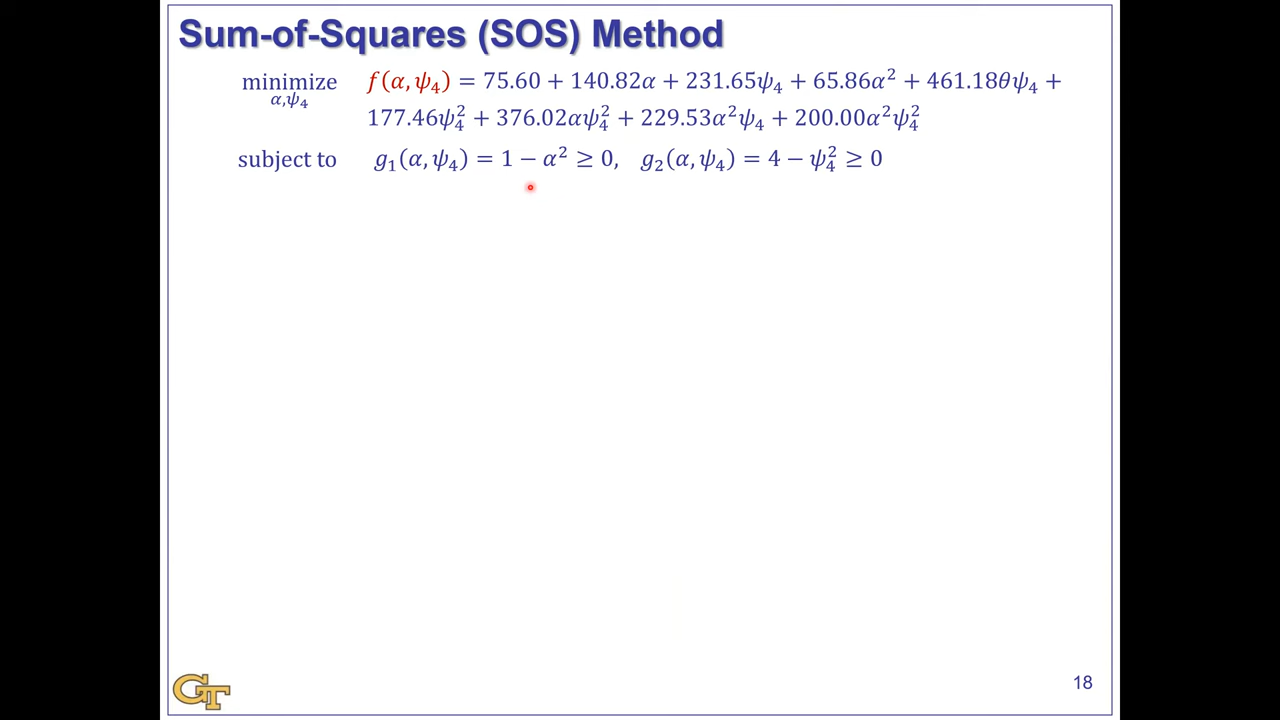 Sum-of-Squares (SOS) Method
minimize f(α, ψ₄) = 75.60 + 140.82α + 231.65ψ₄ + 65.86α² + 461.18θψ₄ +
α,ψ₄
177.46ψ₄² + 376.02αψ₄² + 229.53α²ψ₄ + 200.00α²ψ₄²
subject to g₁(α, ψ₄) = 1 − α² ≥ 0, g₂(α, ψ₄) = 4 − ψ₄² ≥ 0
GT
18